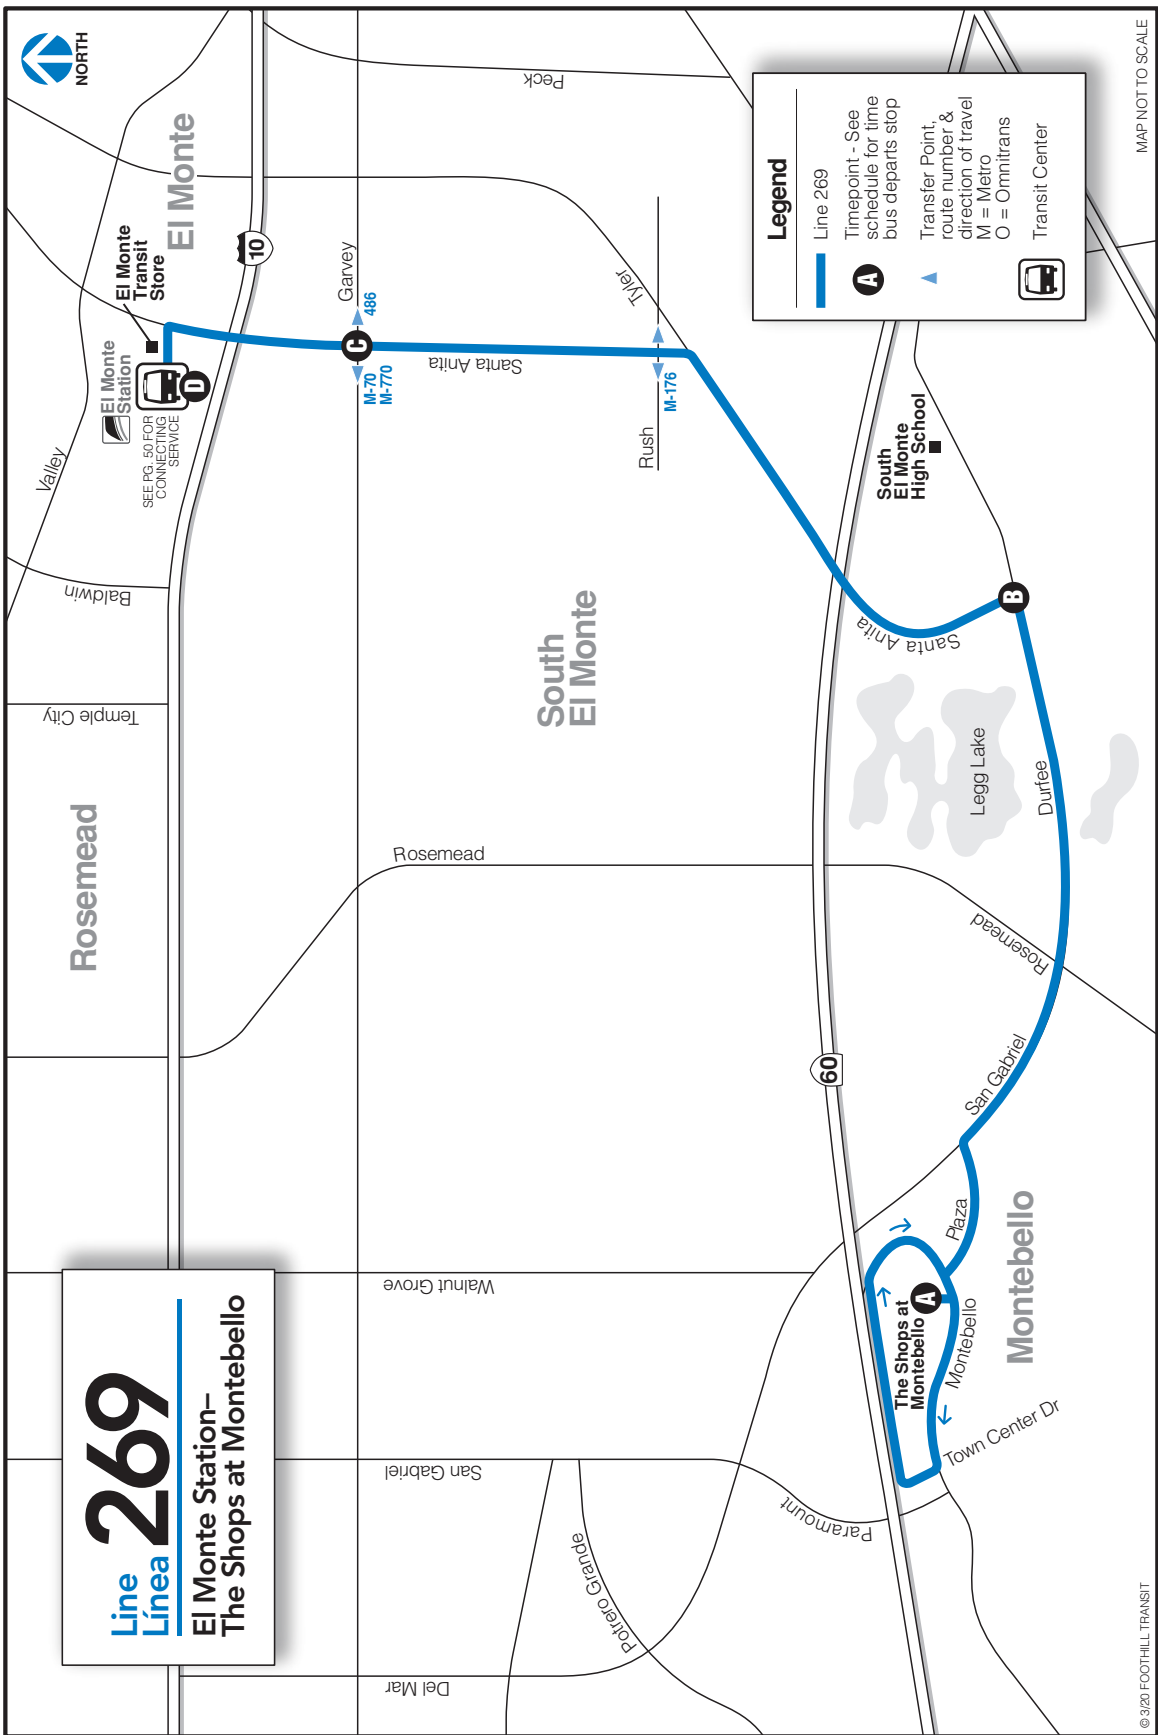 Line
Línea
269
El Monte Station–
The Shops at Montebello
NORTH
El Monte
El Monte
Transit
Store
El Monte
Station
D
SEE PG. 50 FOR
CONNECTING
SERVICE
Valley
Baldwin
Temple City
Rosemead
10
Garvey
486
C
M-70
M-770
Santa Anita
Peck
Tyler
Rush
M-176
South
El Monte
Rosemead
Walnut Grove
San Gabriel
Del Mar
Potrero Grande
Paramount
60
South
El Monte
High School
B
Santa Anita
Legg Lake
Durfee
Rosemead
San Gabriel
Plaza
Montebello
The Shops at
Montebello
A
Montebello
Town Center Dr
Legend
Line 269
A
Timepoint - See
schedule for time
bus departs stop
Transfer Point,
route number &
direction of travel
M = Metro
O = Omnitrans
Transit Center
MAP NOT TO SCALE
© 3/20 FOOTHILL TRANSIT